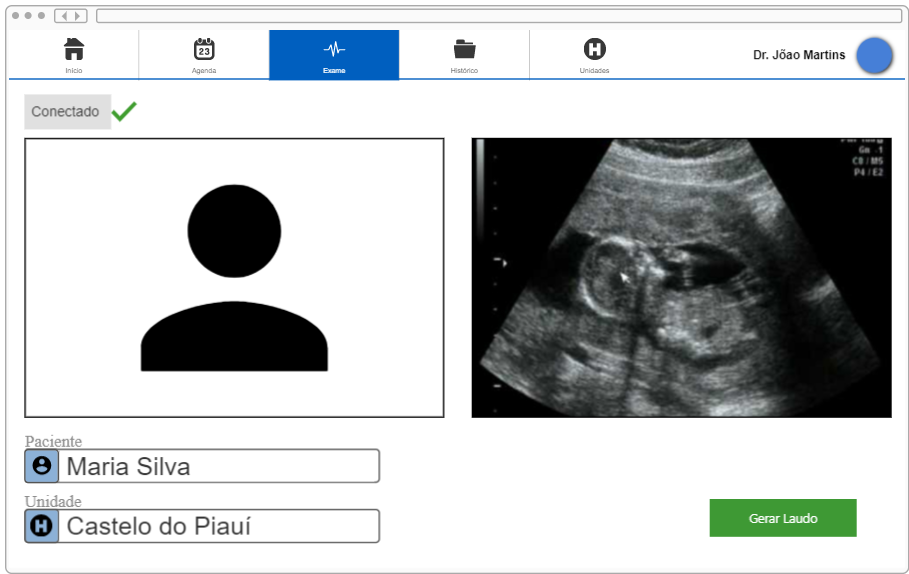 23
Início
Agenda
Exame
Histórico
H
Unidades
Dr. Jõao Martins
Conectado
Gm -1
C8 / M5
P4 / E2
Paciente
Maria Silva
Unidade
H
Castelo do Piauí
Gerar Laudo